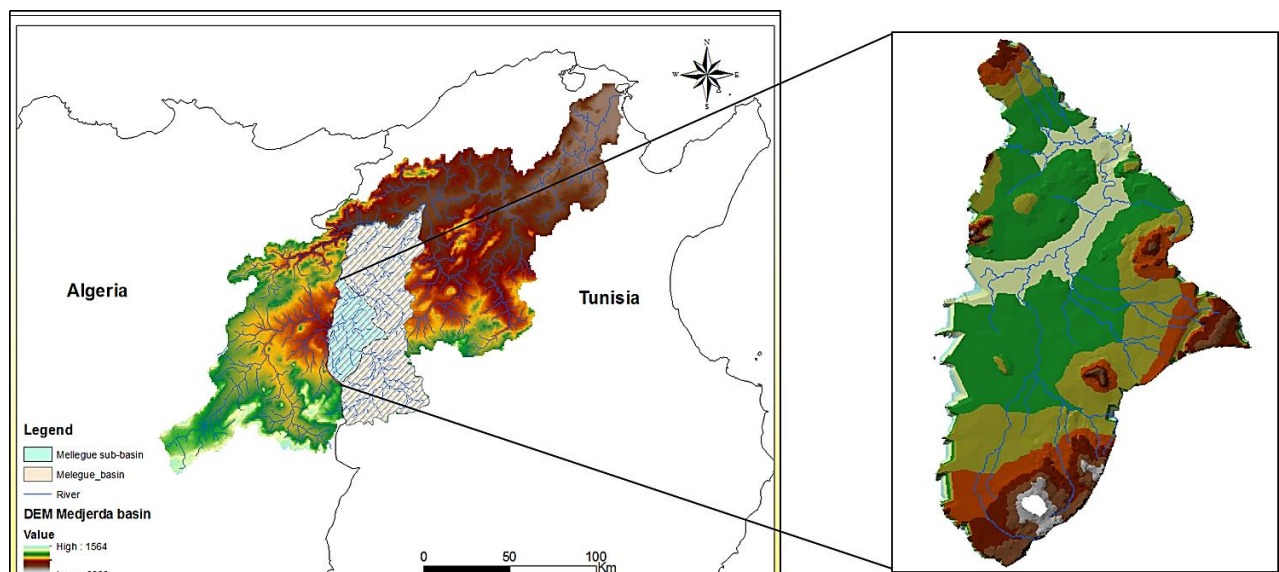 N
W E
S
Algeria
Tunisia
Legend
Mellegue sub-basin
Melegue_basin
River
DEM Medjerda basin
Value
High : 1564
0 50 100
Km